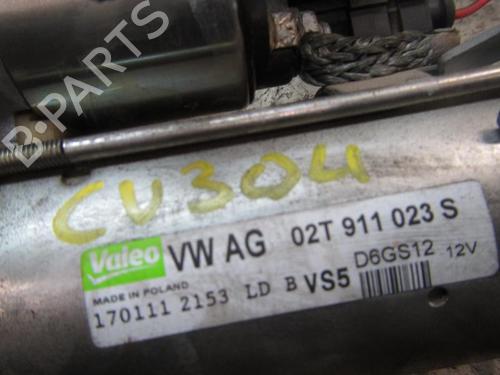 B-PARTS
CU304
Valeo VW AG 02T 911 023 S
MADE IN POLAND D6GS12 12V
170111 2153 LD B VS5